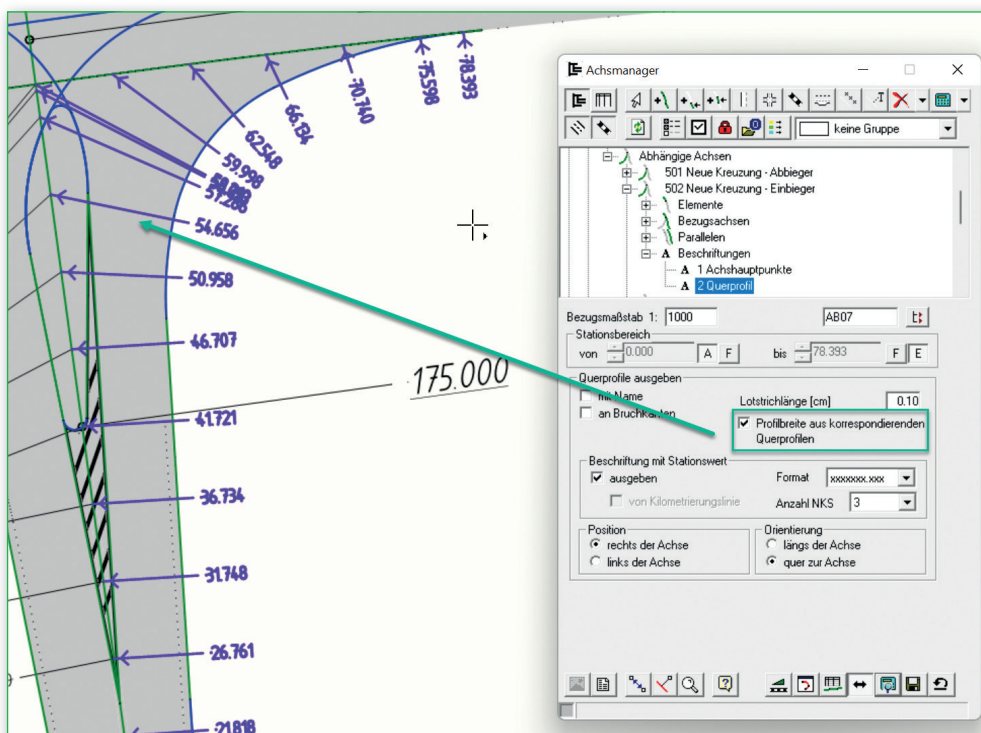 78.393
75.598
70.740
66.134
62.548
59.998
57.286
54.656
50.958
46.707
175.000
41.721
36.734
31.748
26.761
21.818
Achsmanager
keine Gruppe
Abhängige Achsen
501 Neue Kreuzung - Abbieger
502 Neue Kreuzung - Einbieger
Elemente
Bezugsachsen
Parallelen
A Beschriftungen
A 1 Achshauptpunkte
A 2 Querprofil
Bezugsmaßstab 1: 1000 AB07
Stationsbereich
von 0.000 A F bis 78.393 F E
Querprofile ausgeben
mit Name
an Bruchkanten
Lotstrichlänge [cm] 0.10
Profilbreite aus korrespondierenden
Querprofilen
Beschriftung mit Stationswert
ausgeben Format xxxxxxx.xxx
von Kilometrierungslinie Anzahl NKS 3
Position
rechts der Achse
links der Achse
Orientierung
längs der Achse
quer zur Achse